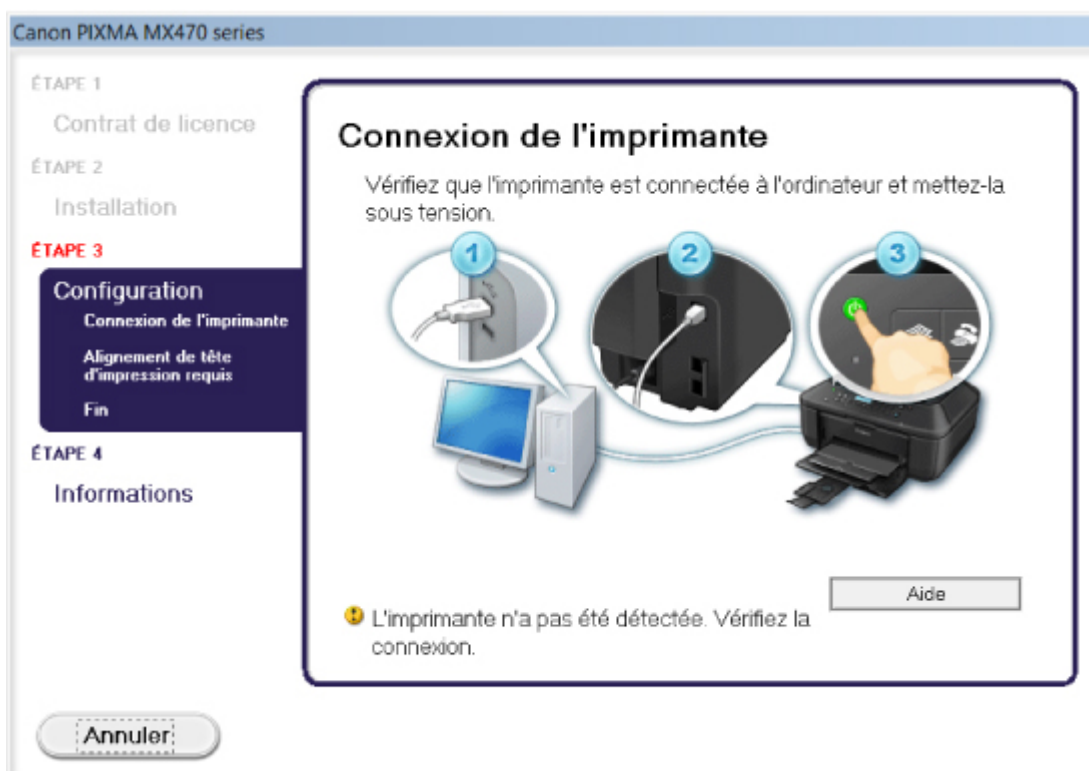 Canon PIXMA MX470 series
ÉTAPE 1
Contrat de licence
ÉTAPE 2
Installation
ÉTAPE 3
Configuration
Connexion de l'imprimante
Alignement de tête
d'impression requis
Fin
ÉTAPE 4
Informations
Connexion de l'imprimante
Vérifiez que l'imprimante est connectée à l'ordinateur et mettez-la
sous tension.
1
2
3
Aide
L'imprimante n'a pas été détectée. Vérifiez la
connexion.
Annuler